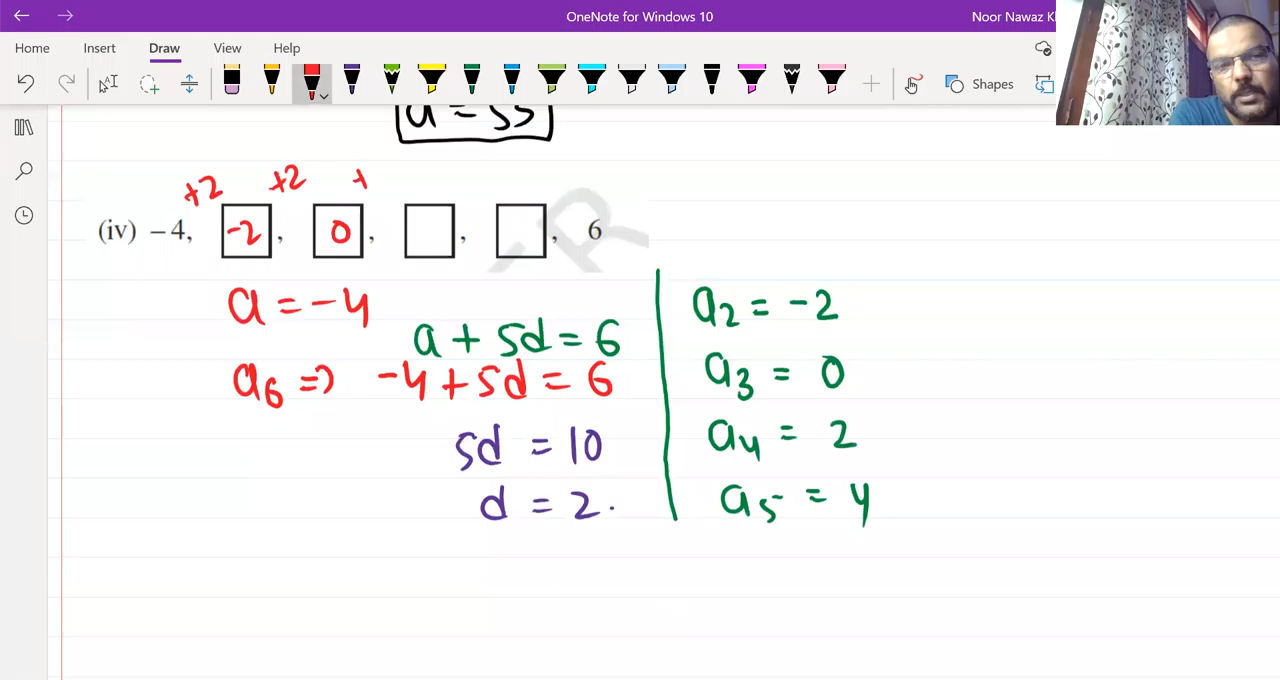 OneNote for Windows 10
Noor Nawaz K
Home Insert Draw View Help
Shapes
a = 55
+2 +2 +
(iv) – 4, -2, 0, , , 6
a = -4
a + 5d = 6
a6 => -4 + 5d = 6
5d = 10
d = 2.
a2 = -2
a3 = 0
a4 = 2
a5 = 4